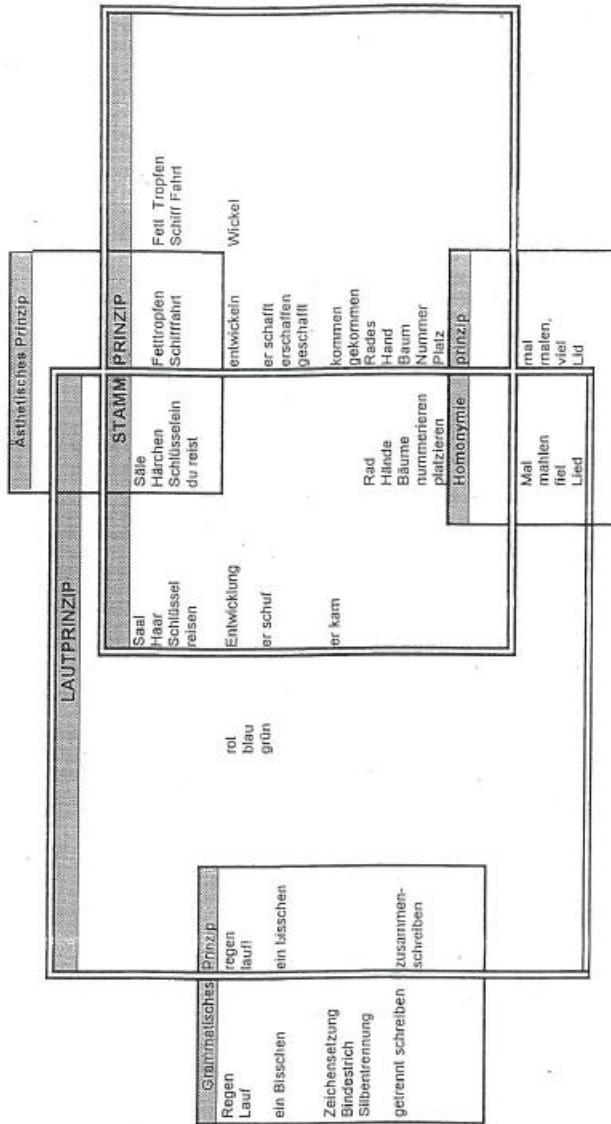 Ästhetisches Prinzip
LAUTPRINZIP
STAMM PRINZIP
Saal
Haar
Schlüssel
reisen
Säle
Härchen
Schlüsselein
du reist
Fetttropfen
Schifffahrt
Fett Tropfen
Schiff Fahrt
Entwicklung
er schuf
er kam
entwickeln
Wickel
er schafft
erschaffen
geschafft
kommen
gekommen
Rades
Hand
Baum
Nummer
Platz
Rad
Hände
Bäume
nummerieren
platzieren
Homonymie prinzip
Mal
mahlen
fiel
Lied
mal
malen,
viel
Lid
rot
blau
grün
Grammatisches Prinzip
Regen
Lauf
regen
lauf!
ein Bisschen
ein bisschen
Zeichensetzung
Bindestrich
Silbentrennung
getrennt schreiben
zusammen-
schreiben